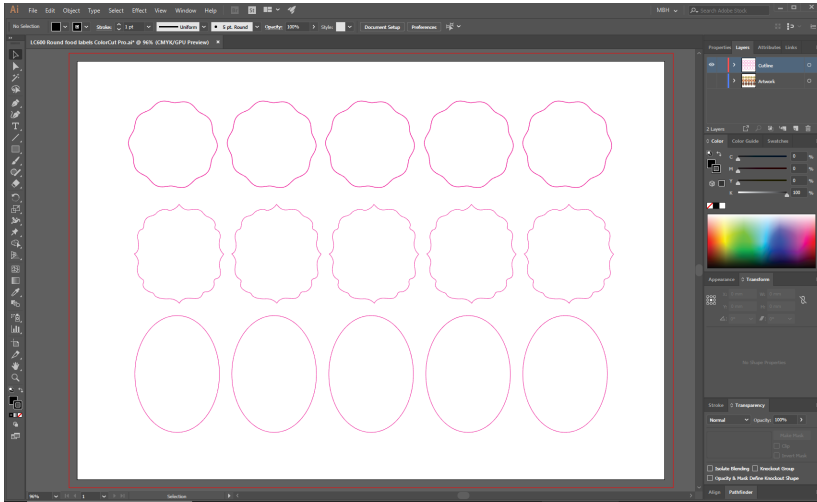 Ai File Edit Object Type Select Effect View Window Help MBH Search Adobe Stock
No Selection Stroke: 1 pt Uniform 5 pt. Round Opacity: 100% Style: Document Setup Preferences
LC600 Round food labels ColorCut Pro.ai* @ 96% (CMYK/GPU Preview) ×
Properties Layers Attributes Links
Cutline
Artwork
2 Layers
Color Color Guide Swatches
C 0 %
M 0 %
Y 0 %
K 100 %
Appearance Transform
No Shape Properties
Stroke Transparency
Normal Opacity: 100%
Make Mask
Clip
Invert Mask
Isolate Blending Knockout Group
Opacity & Mask Define Knockout Shape
Align Pathfinder
96% 1 Selection